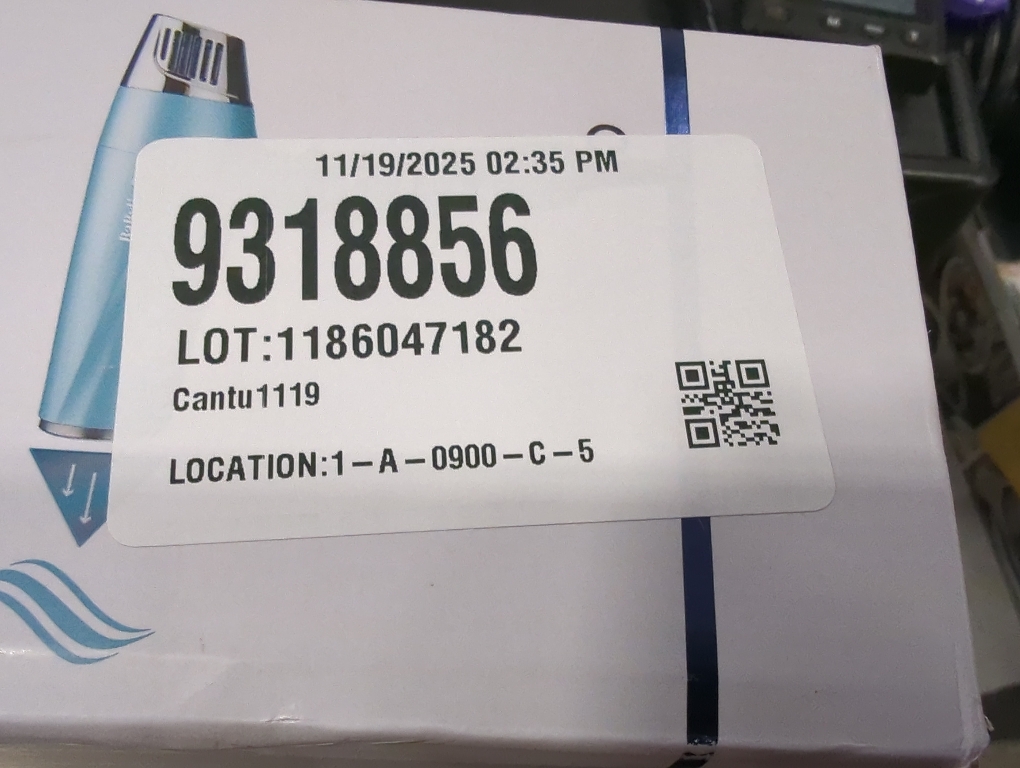 11/19/2025 02:35 PM
9318856
LOT:1186047182
Cantu1119
LOCATION:1-A-0900-C-5